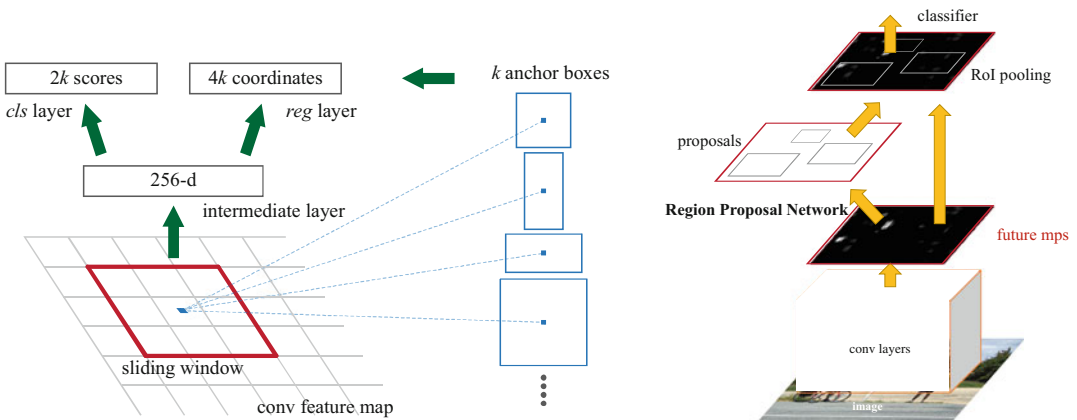 2k scores
4k coordinates
k anchor boxes
cls layer
reg layer
256-d
intermediate layer
sliding window
conv feature map
classifier
RoI pooling
proposals
Region Proposal Network
future mps
conv layers
image